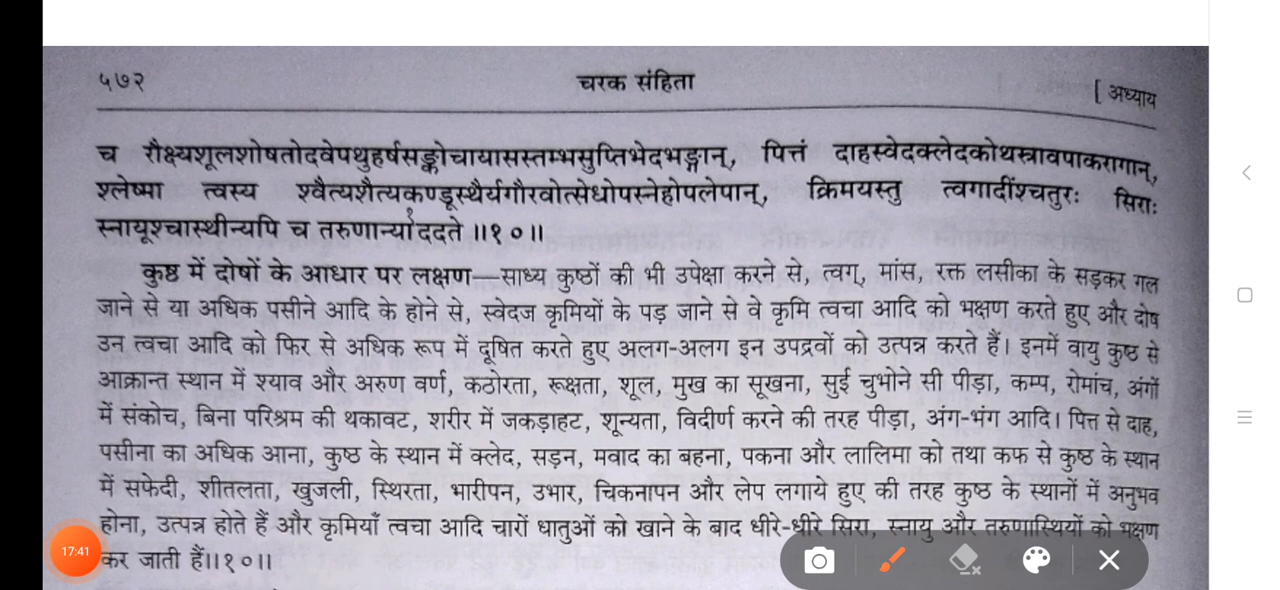 ५७२ चरक संहिता [ अध्याय
च रौक्ष्यशूलशोषतोदवेपथुहर्षसङ्कोचायासस्तम्भसुप्तिभेदभङ्गान्, पित्तं दाहस्वेदक्लेदकोथस्रावपाकरागान्,
श्लेष्मा त्वस्य श्वैत्यशैत्यकण्डूस्थैर्यगौरवोत्सेधोपस्नेहोपलेपान्, क्रिमयस्तु त्वगादींश्चतुरः सिराः
स्नायूश्चास्थीन्यपि च तरुणान्याददते१ ॥१०॥
कुष्ठ में दोषों के आधार पर लक्षण—साध्य कुष्ठों की भी उपेक्षा करने से, त्वग्, मांस, रक्त लसीका के सड़कर गल
जाने से या अधिक पसीने आदि के होने से, स्वेदज कृमियों के पड़ जाने से वे कृमि त्वचा आदि को भक्षण करते हुए और दोष
उन त्वचा आदि को फिर से अधिक रूप में दूषित करते हुए अलग-अलग इन उपद्रवों को उत्पन्न करते हैं। इनमें वायु कुष्ठ से
आक्रान्त स्थान में श्याव और अरुण वर्ण, कठोरता, रूक्षता, शूल, मुख का सूखना, सुई चुभोने सी पीड़ा, कम्प, रोमांच, अंगों
में संकोच, बिना परिश्रम की थकावट, शरीर में जकड़ाहट, शून्यता, विदीर्ण करने की तरह पीड़ा, अंग-भंग आदि। पित्त से दाह,
पसीना का अधिक आना, कुष्ठ के स्थान में क्लेद, सड़न, मवाद का बहना, पकना और लालिमा को तथा कफ से कुष्ठ के स्थान
में सफेदी, शीतलता, खुजली, स्थिरता, भारीपन, उभार, चिकनापन और लेप लगाये हुए की तरह कुष्ठ के स्थानों में अनुभव
होना, उत्पन्न होते हैं और कृमियाँ त्वचा आदि चारों धातुओं को खाने के बाद धीरे-धीरे सिरा, स्नायु और तरुणास्थियों को भक्षण
कर जाती हैं॥१०॥
17:41